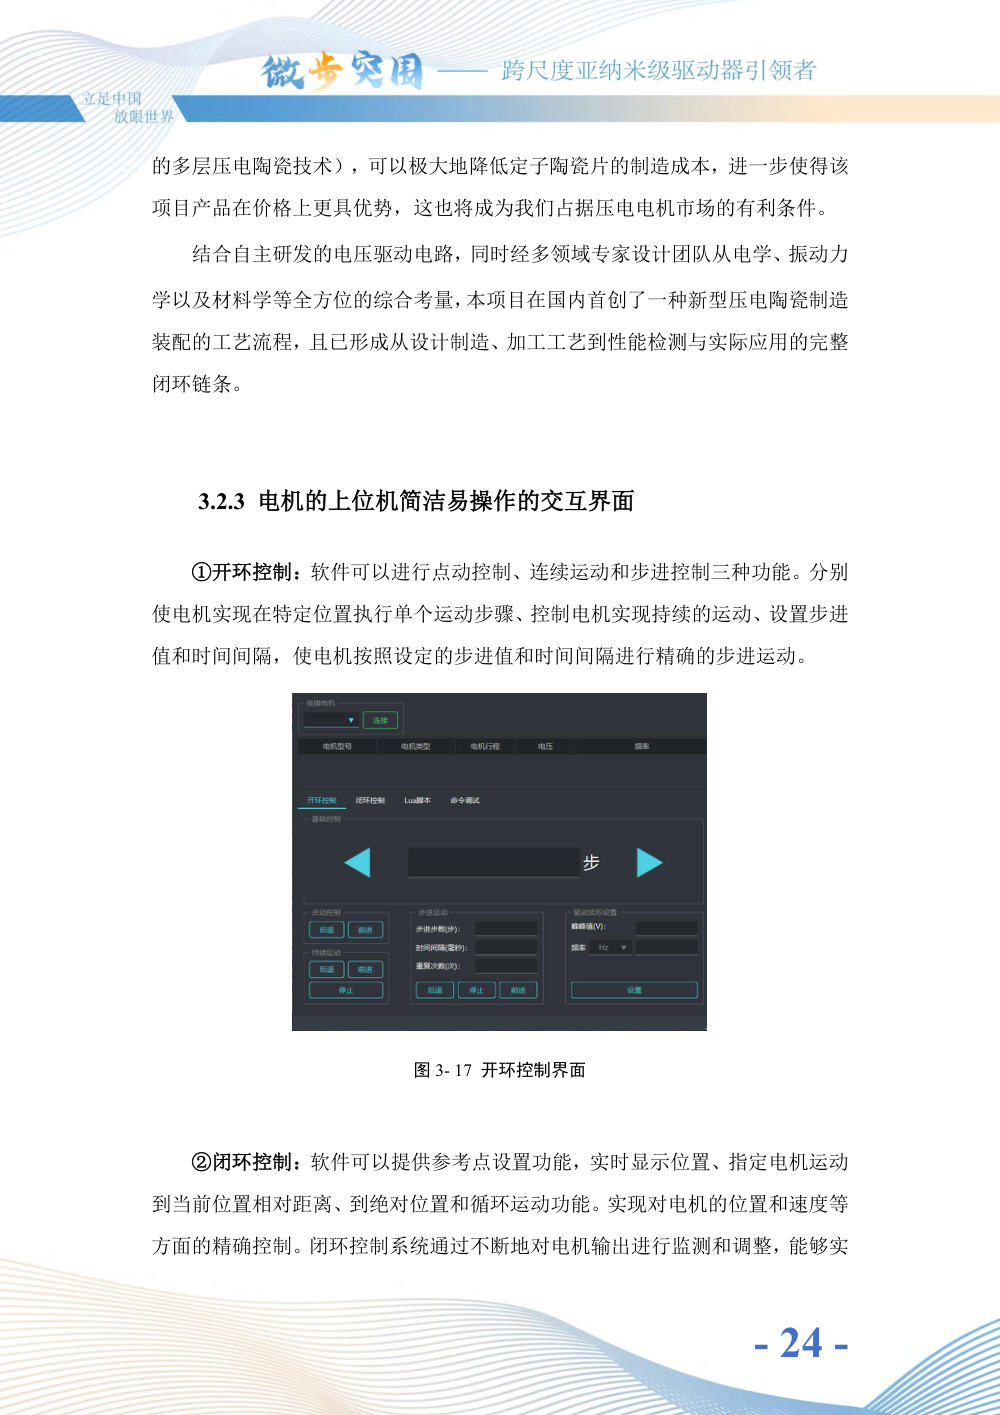 微步突围 —— 跨尺度亚纳米级驱动器引领者
立足中国
放眼世界
的多层压电陶瓷技术），可以极大地降低定子陶瓷片的制造成本，进一步使得该
项目产品在价格上更具优势，这也将成为我们占据压电电机市场的有利条件。
结合自主研发的电压驱动电路，同时经多领域专家设计团队从电学、振动力
学以及材料学等全方位的综合考量，本项目在国内首创了一种新型压电陶瓷制造
装配的工艺流程，且已形成从设计制造、加工工艺到性能检测与实际应用的完整
闭环链条。
3.2.3 电机的上位机简洁易操作的交互界面
①开环控制：软件可以进行点动控制、连续运动和步进控制三种功能。分别
使电机实现在特定位置执行单个运动步骤、控制电机实现持续的运动、设置步进
值和时间间隔，使电机按照设定的步进值和时间间隔进行精确的步进运动。
连接电机
连接
电机型号 电机类型 电机行程 电压 频率
开环控制 闭环控制 Lua脚本 命令调试
基础控制
步
点动控制 步进运动 驱动波形设置
后退 前进 步进步数(步): 峰峰值(V):
持续运动 时间间隔(毫秒): 频率 Hz
后退 前进 重复次数(次):
停止 后退 停止 前进 设置
图 3- 17 开环控制界面
②闭环控制：软件可以提供参考点设置功能，实时显示位置、指定电机运动
到当前位置相对距离、到绝对位置和循环运动功能。实现对电机的位置和速度等
方面的精确控制。闭环控制系统通过不断地对电机输出进行监测和调整，能够实
- 24 -